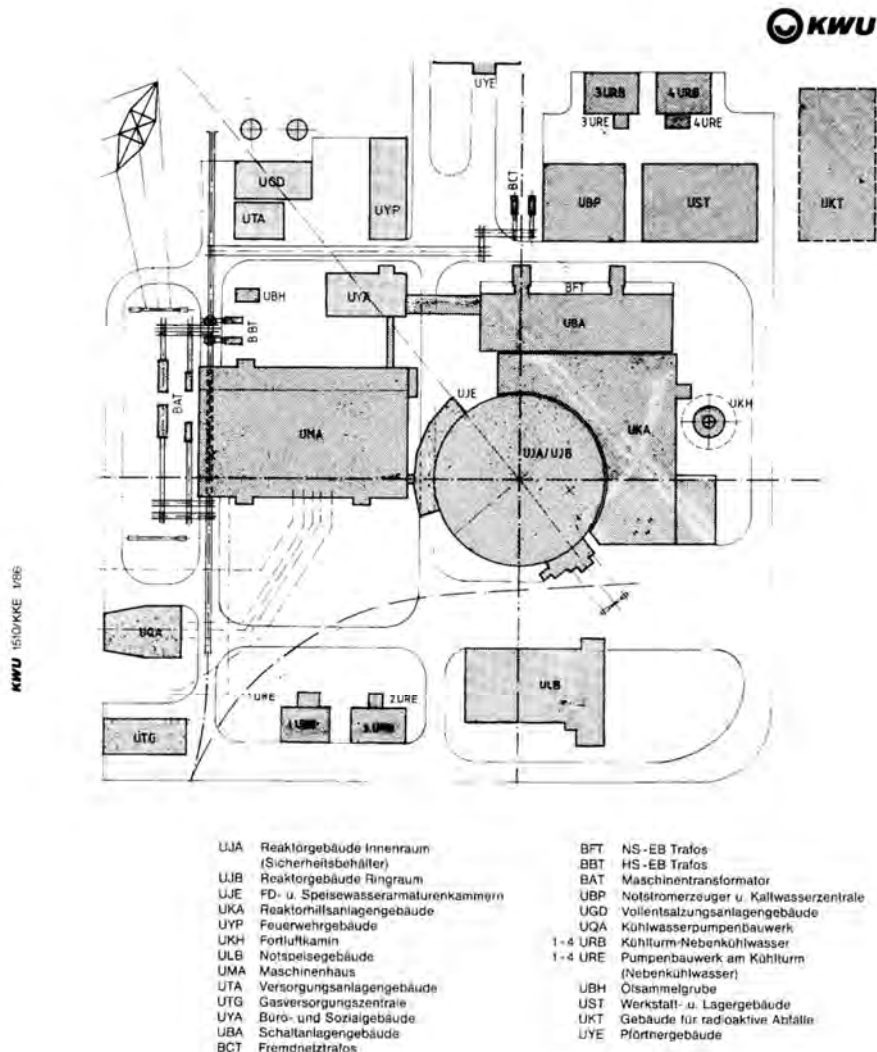 KWU
UYE
3 URB
4 URB
3 URE
4 URE
UGD
UTA
UYP
BCT
UBP
UST
UKT
UBH
UYA
BFT
UBA
BBT
BAT
UJE
UKH
UMA
UJA/UJB
UKA
UQA
URE
2 URE
ULB
UTG
KWU 1510/KKE 1/86
UJA Reaktorgebäude Innenraum
(Sicherheitsbehälter)
UJB Reaktorgebäude Ringraum
UJE FD- u. Speisewasserarmaturenkammern
UKA Reaktorhilfsanlagengebäude
UYP Feuerwehrgebäude
UKH Fortluftkamin
ULB Notspeisegebäude
UMA Maschinenhaus
UTA Versorgungsanlagengebäude
UTG Gasversorgungszentrale
UYA Büro- und Sozialgebäude
UBA Schaltanlagengebäude
BCT Fremdnetztrafos
BFT NS-EB Trafos
BBT HS-EB Trafos
BAT Maschinentransformator
UBP Notstromerzeuger u. Kaltwasserzentrale
UGD Vollentsalzungsanlagengebäude
UQA Kühlwasserpumpenbauwerk
1-4 URB Kühlturm-Nebenkühlwasser
1-4 URE Pumpenbauwerk am Kühlturm
(Nebenkühlwasser)
UBH Ölsammelgrube
UST Werkstatt- u. Lagergebäude
UKT Gebäude für radioaktive Abfälle
UYE Pförtnergebäude